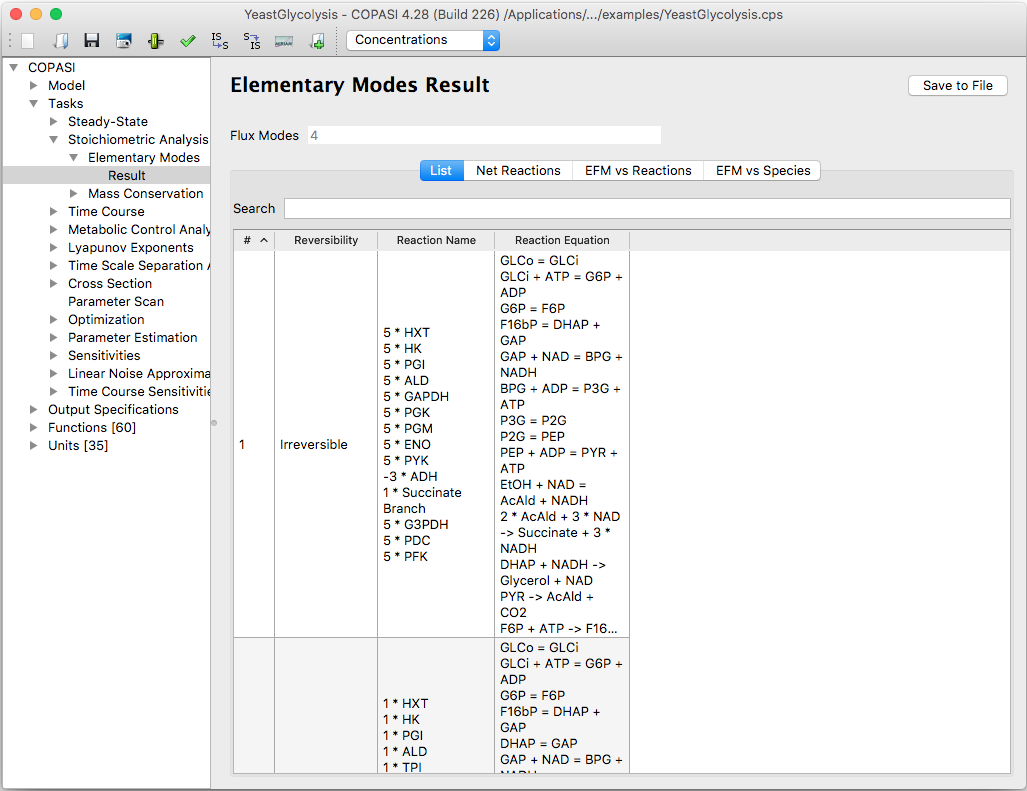 YeastGlycolysis - COPASI 4.28 (Build 226) /Applications/.../examples/YeastGlycolysis.cps
IS
→S
S→
IS
Concentrations
COPASI
Model
Tasks
Steady-State
Stoichiometric Analysis
Elementary Modes
Result
Mass Conservation
Time Course
Metabolic Control Analy
Lyapunov Exponents
Time Scale Separation A
Cross Section
Parameter Scan
Optimization
Parameter Estimation
Sensitivities
Linear Noise Approxima
Time Course Sensitivitie
Output Specifications
Functions [60]
Units [35]
Elementary Modes Result
Save to File
Flux Modes 4
List Net Reactions EFM vs Reactions EFM vs Species
Search
# Reversibility Reaction Name Reaction Equation
1
Irreversible
5 * HXT
5 * HK
5 * PGI
5 * ALD
5 * GAPDH
5 * PGK
5 * PGM
5 * ENO
5 * PYK
-3 * ADH
1 * Succinate
Branch
5 * G3PDH
5 * PDC
5 * PFK
GLCo = GLCi
GLCi + ATP = G6P +
ADP
G6P = F6P
F16bP = DHAP +
GAP
GAP + NAD = BPG +
NADH
BPG + ADP = P3G +
ATP
P3G = P2G
P2G = PEP
PEP + ADP = PYR +
ATP
EtOH + NAD =
AcAld + NADH
2 * AcAld + 3 * NAD
-> Succinate + 3 *
NADH
DHAP + NADH ->
Glycerol + NAD
PYR -> AcAld +
CO2
F6P + ATP -> F16...
1 * HXT
1 * HK
1 * PGI
1 * ALD
1 * TPI
GLCo = GLCi
GLCi + ATP = G6P +
ADP
G6P = F6P
F16bP = DHAP +
GAP
DHAP = GAP
GAP + NAD = BPG +
NADH